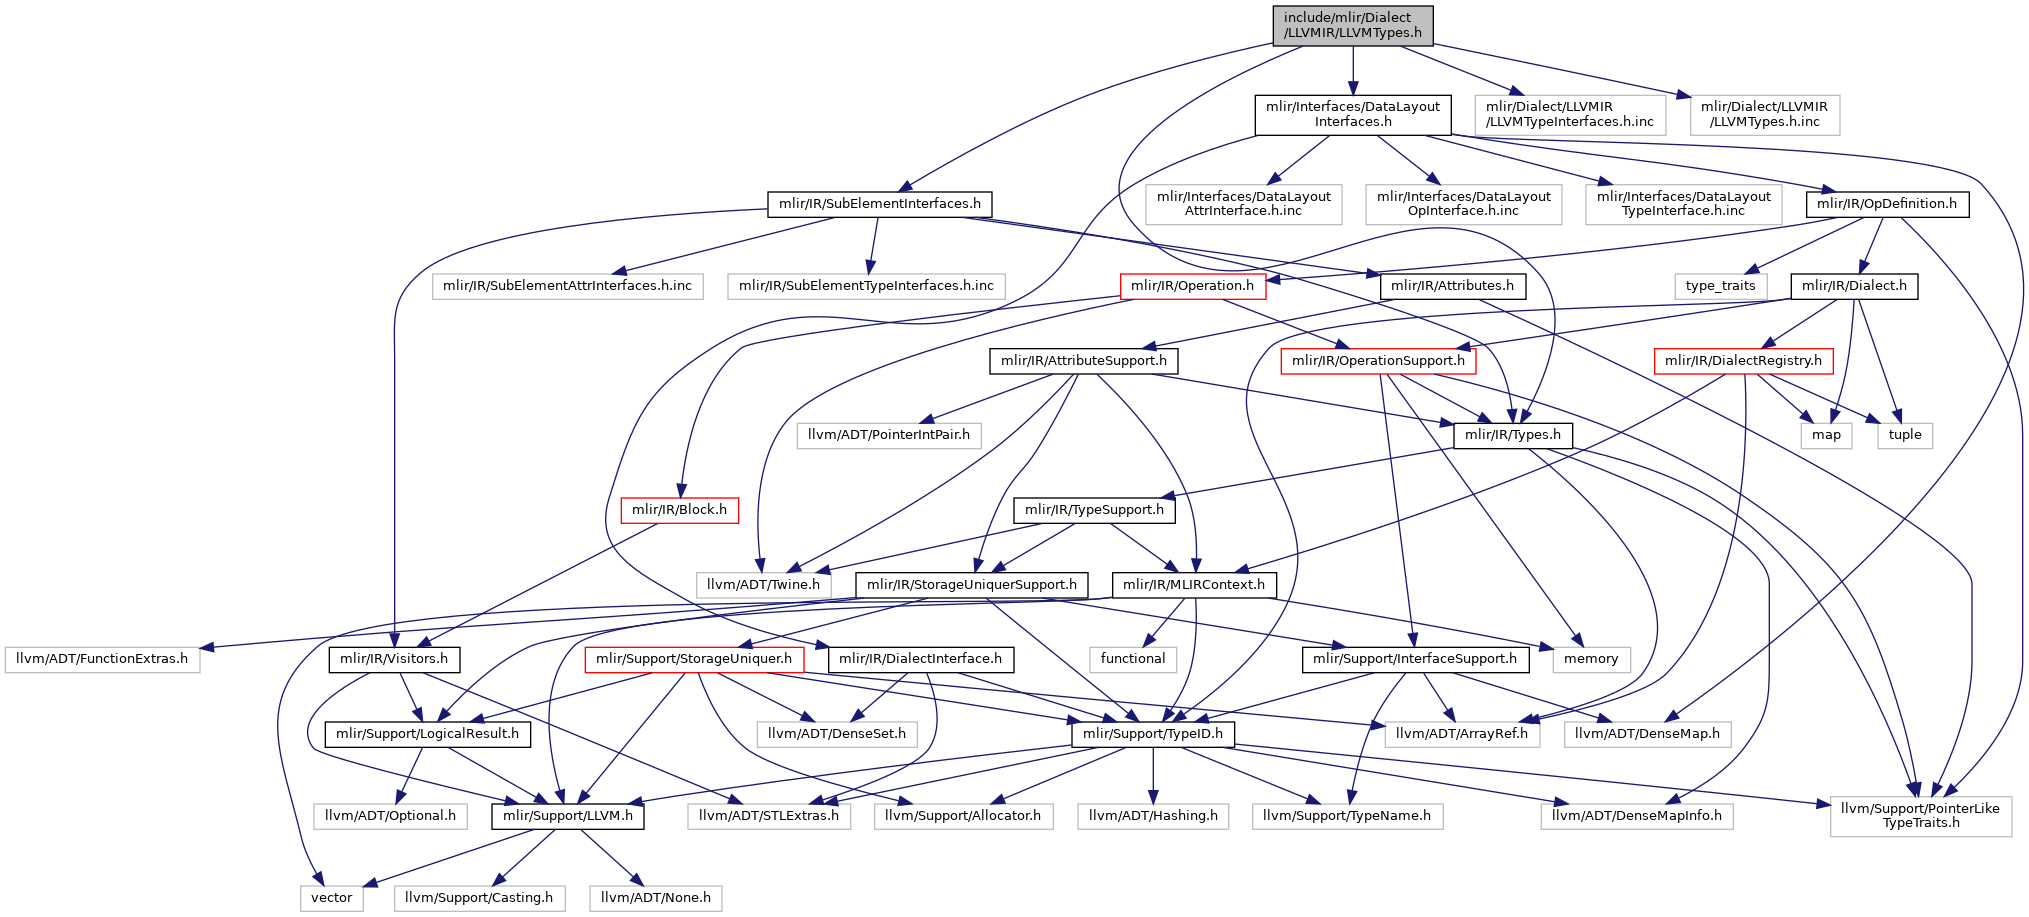 include/mlir/Dialect
/LLVMIR/LLVMTypes.h
mlir/Interfaces/DataLayout
Interfaces.h
mlir/Dialect/LLVMIR
/LLVMTypeInterfaces.h.inc
mlir/Dialect/LLVMIR
/LLVMTypes.h.inc
mlir/IR/SubElementInterfaces.h
mlir/Interfaces/DataLayout
AttrInterface.h.inc
mlir/Interfaces/DataLayout
OpInterface.h.inc
mlir/Interfaces/DataLayout
TypeInterface.h.inc
mlir/IR/OpDefinition.h
mlir/IR/SubElementAttrInterfaces.h.inc
mlir/IR/SubElementTypeInterfaces.h.inc
mlir/IR/Operation.h
mlir/IR/Attributes.h
type_traits
mlir/IR/Dialect.h
mlir/IR/AttributeSupport.h
mlir/IR/OperationSupport.h
mlir/IR/DialectRegistry.h
llvm/ADT/PointerIntPair.h
mlir/IR/Types.h
map
tuple
mlir/IR/Block.h
mlir/IR/TypeSupport.h
llvm/ADT/Twine.h
mlir/IR/StorageUniquerSupport.h
mlir/IR/MLIRContext.h
llvm/ADT/FunctionExtras.h
mlir/IR/Visitors.h
mlir/Support/StorageUniquer.h
mlir/IR/DialectInterface.h
functional
mlir/Support/InterfaceSupport.h
memory
mlir/Support/LogicalResult.h
llvm/ADT/DenseSet.h
mlir/Support/TypeID.h
llvm/ADT/ArrayRef.h
llvm/ADT/DenseMap.h
llvm/ADT/Optional.h
mlir/Support/LLVM.h
llvm/ADT/STLExtras.h
llvm/Support/Allocator.h
llvm/ADT/Hashing.h
llvm/Support/TypeName.h
llvm/ADT/DenseMapInfo.h
llvm/Support/PointerLike
TypeTraits.h
vector
llvm/Support/Casting.h
llvm/ADT/None.h